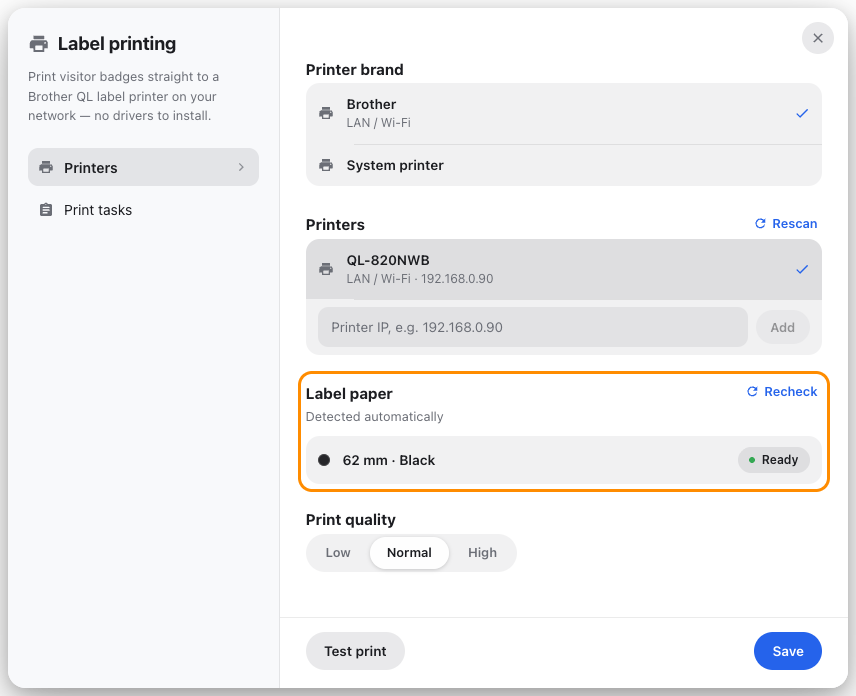 Label printing
Print visitor badges straight to a
Brother QL label printer on your
network — no drivers to install.
Printers
Print tasks
Printer brand
Brother
LAN / Wi-Fi
System printer
Printers
Rescan
QL-820NWB
LAN / Wi-Fi · 192.168.0.90
Printer IP, e.g. 192.168.0.90
Add
Label paper
Recheck
Detected automatically
62 mm · Black
Ready
Print quality
Low
Normal
High
Test print
Save